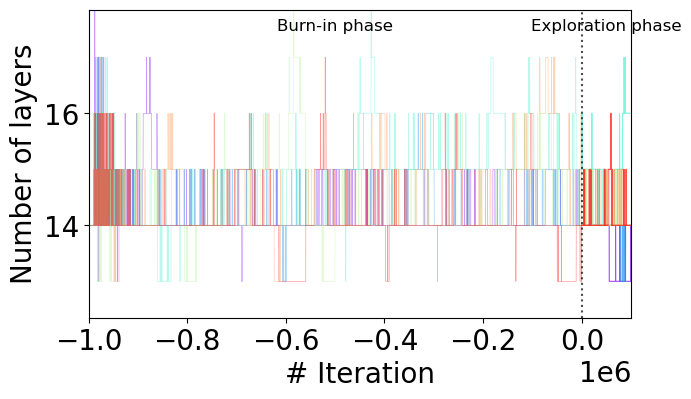 Burn-in phase
Exploration phase
Number of layers
16
14
−1.0
−0.8
−0.6
−0.4
−0.2
0.0
# Iteration
1e6